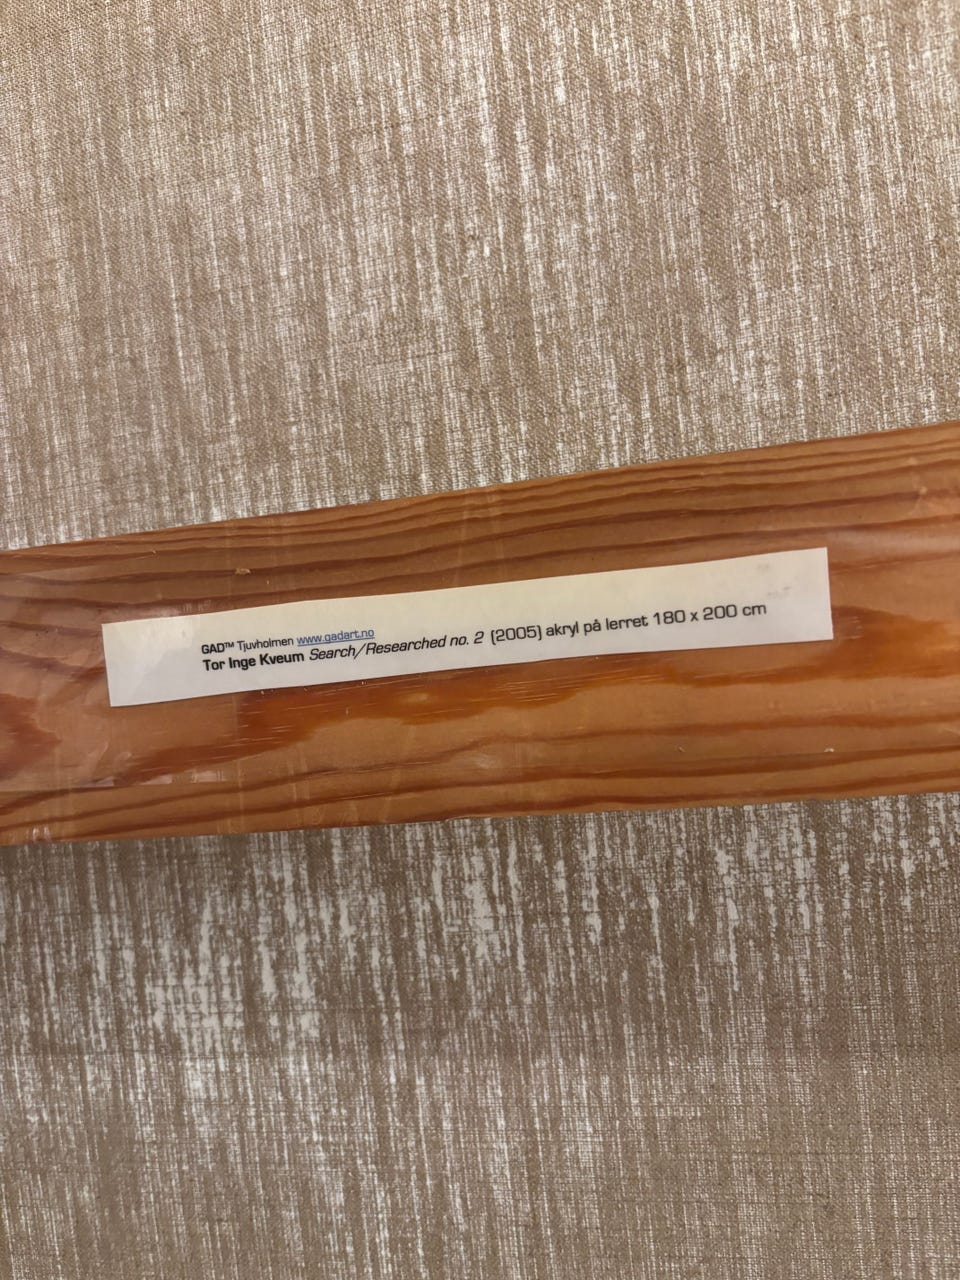 GAD™ Tjuvholmen www.gadart.no
Tor Inge Kveum Search/Researched no. 2 (2005) akryl på lerret 180 x 200 cm